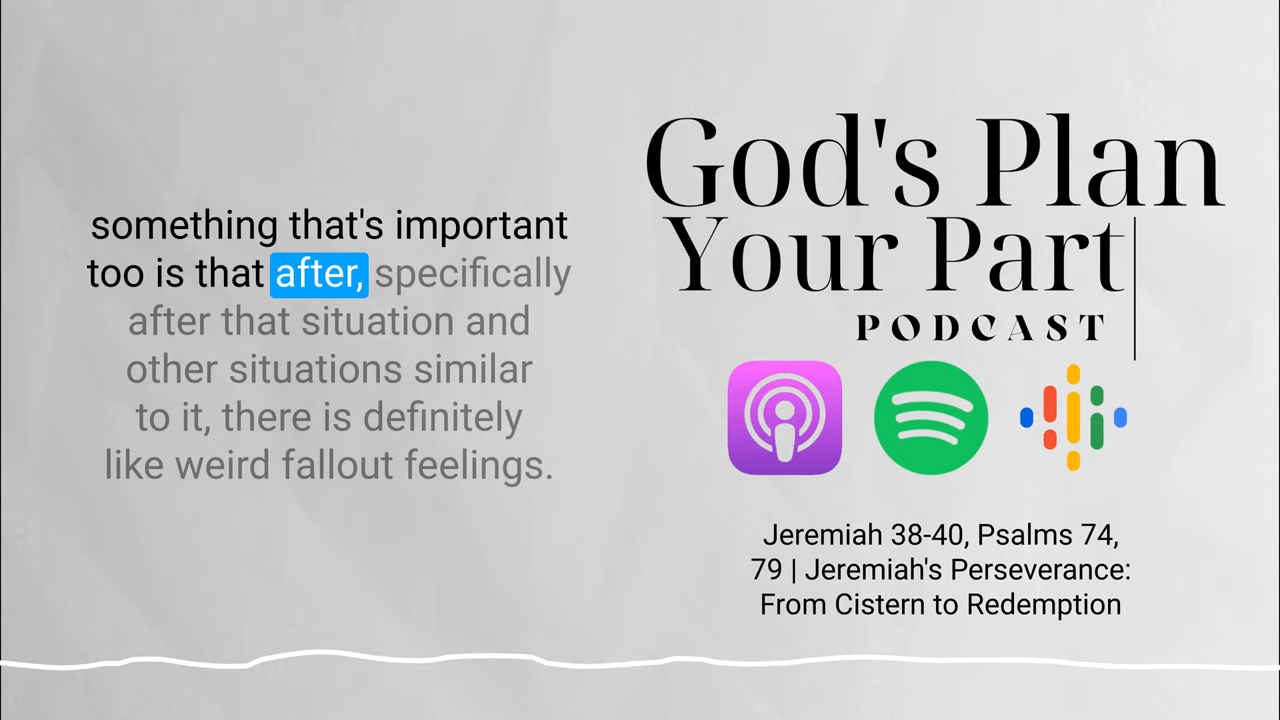 something that's important
too is that after, specifically
after that situation and
other situations similar
to it, there is definitely
like weird fallout feelings.
God's Plan
Your Part
PODCAST
Jeremiah 38-40, Psalms 74,
79 | Jeremiah's Perseverance:
From Cistern to Redemption